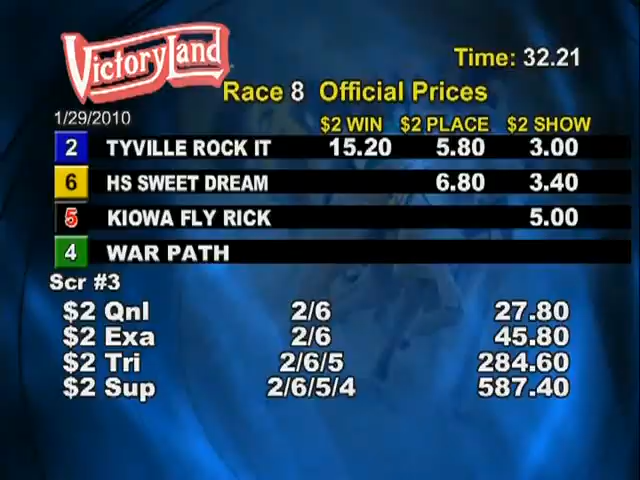 VictoryLand
Time: 32.21
Race 8 Official Prices
1/29/2010
$2 WIN $2 PLACE $2 SHOW
2 TYVILLE ROCK IT 15.20 5.80 3.00
6 HS SWEET DREAM 6.80 3.40
5 KIOWA FLY RICK 5.00
4 WAR PATH
Scr #3
$2 Qnl 2/6 27.80
$2 Exa 2/6 45.80
$2 Tri 2/6/5 284.60
$2 Sup 2/6/5/4 587.40